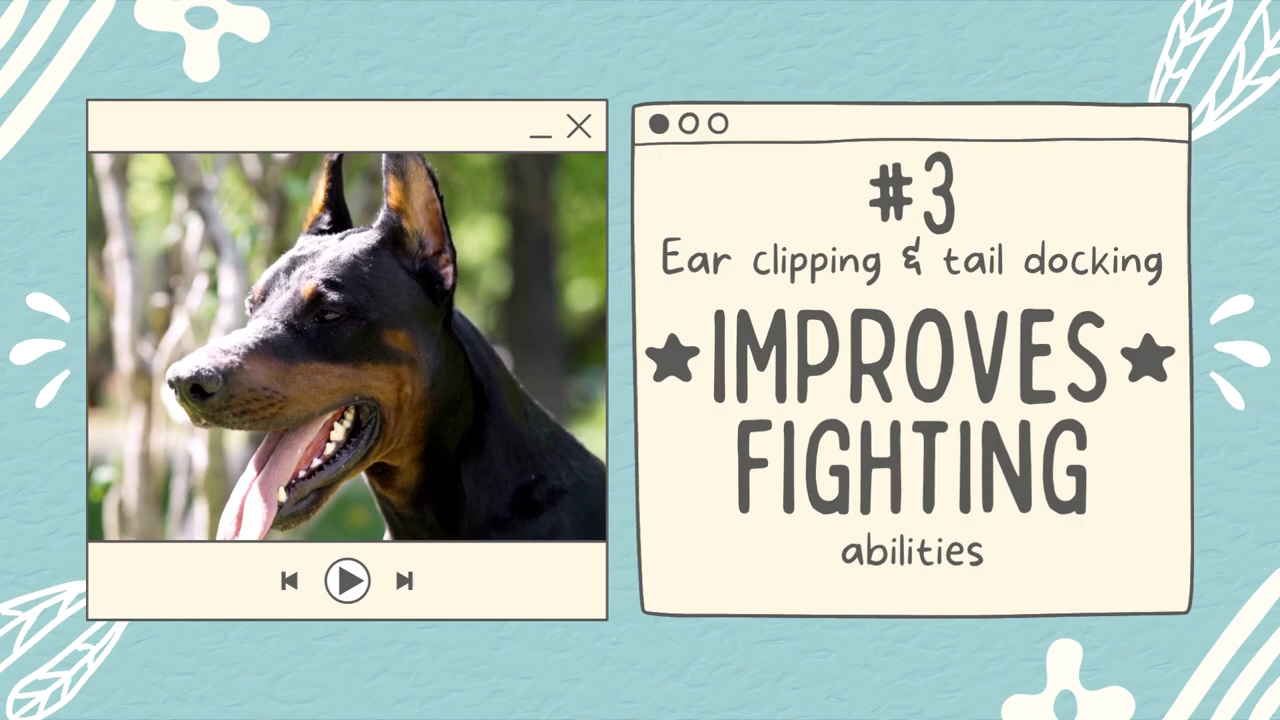 #3
Ear clipping & tail docking
IMPROVES
FIGHTING
abilities